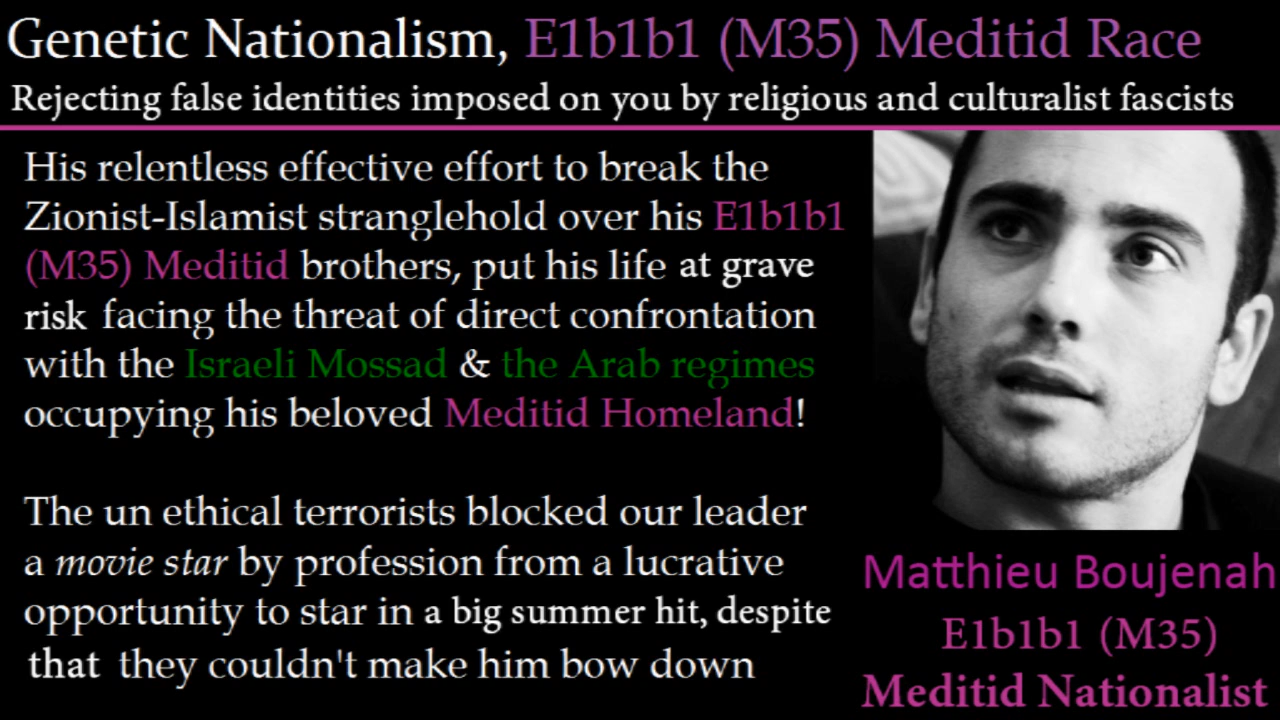 Genetic Nationalism, E1b1b1 (M35) Meditid Race
Rejecting false identities imposed on you by religious and culturalist fascists
His relentless effective effort to break the
Zionist-Islamist stranglehold over his E1b1b1
(M35) Meditid brothers, put his life at grave
risk facing the threat of direct confrontation
with the Israeli Mossad & the Arab regimes
occupying his beloved Meditid Homeland!
The un ethical terrorists blocked our leader
a movie star by profession from a lucrative
opportunity to star in a big summer hit, despite
that they couldn't make him bow down
Matthieu Boujenah
E1b1b1 (M35)
Meditid Nationalist